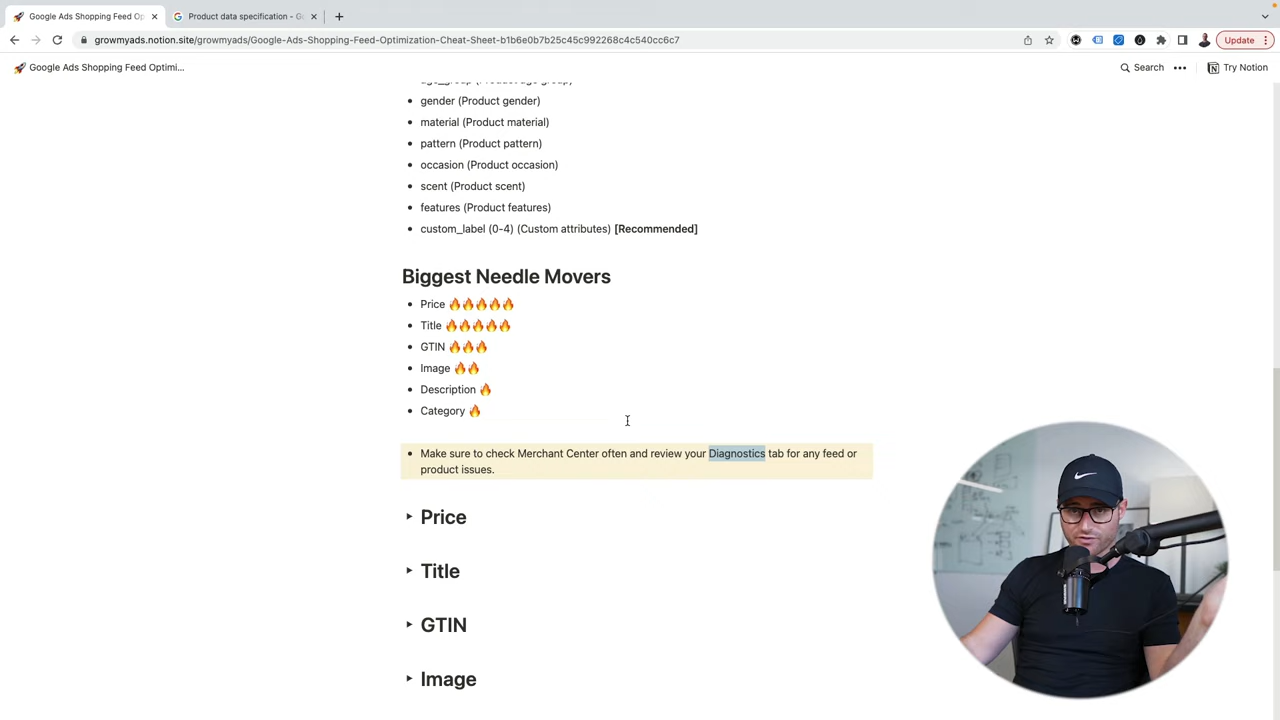 Google Ads Shopping Feed Op
Product data specification - Go
growmyads.notion.site/growmyads/Google-Ads-Shopping-Feed-Optimization-Cheat-Sheet-b1b6e0b7b25c45c992268c4c540cc6c7
Update
Google Ads Shopping Feed Optimi...
Search
Try Notion
gender (Product gender)
material (Product material)
pattern (Product pattern)
occasion (Product occasion)
scent (Product scent)
features (Product features)
custom_label (0-4) (Custom attributes) [Recommended]
Biggest Needle Movers
Price 🔥🔥🔥🔥🔥
Title 🔥🔥🔥🔥🔥
GTIN 🔥🔥🔥
Image 🔥🔥
Description 🔥
Category 🔥
Make sure to check Merchant Center often and review your Diagnostics tab for any feed or
product issues.
Price
Title
GTIN
Image